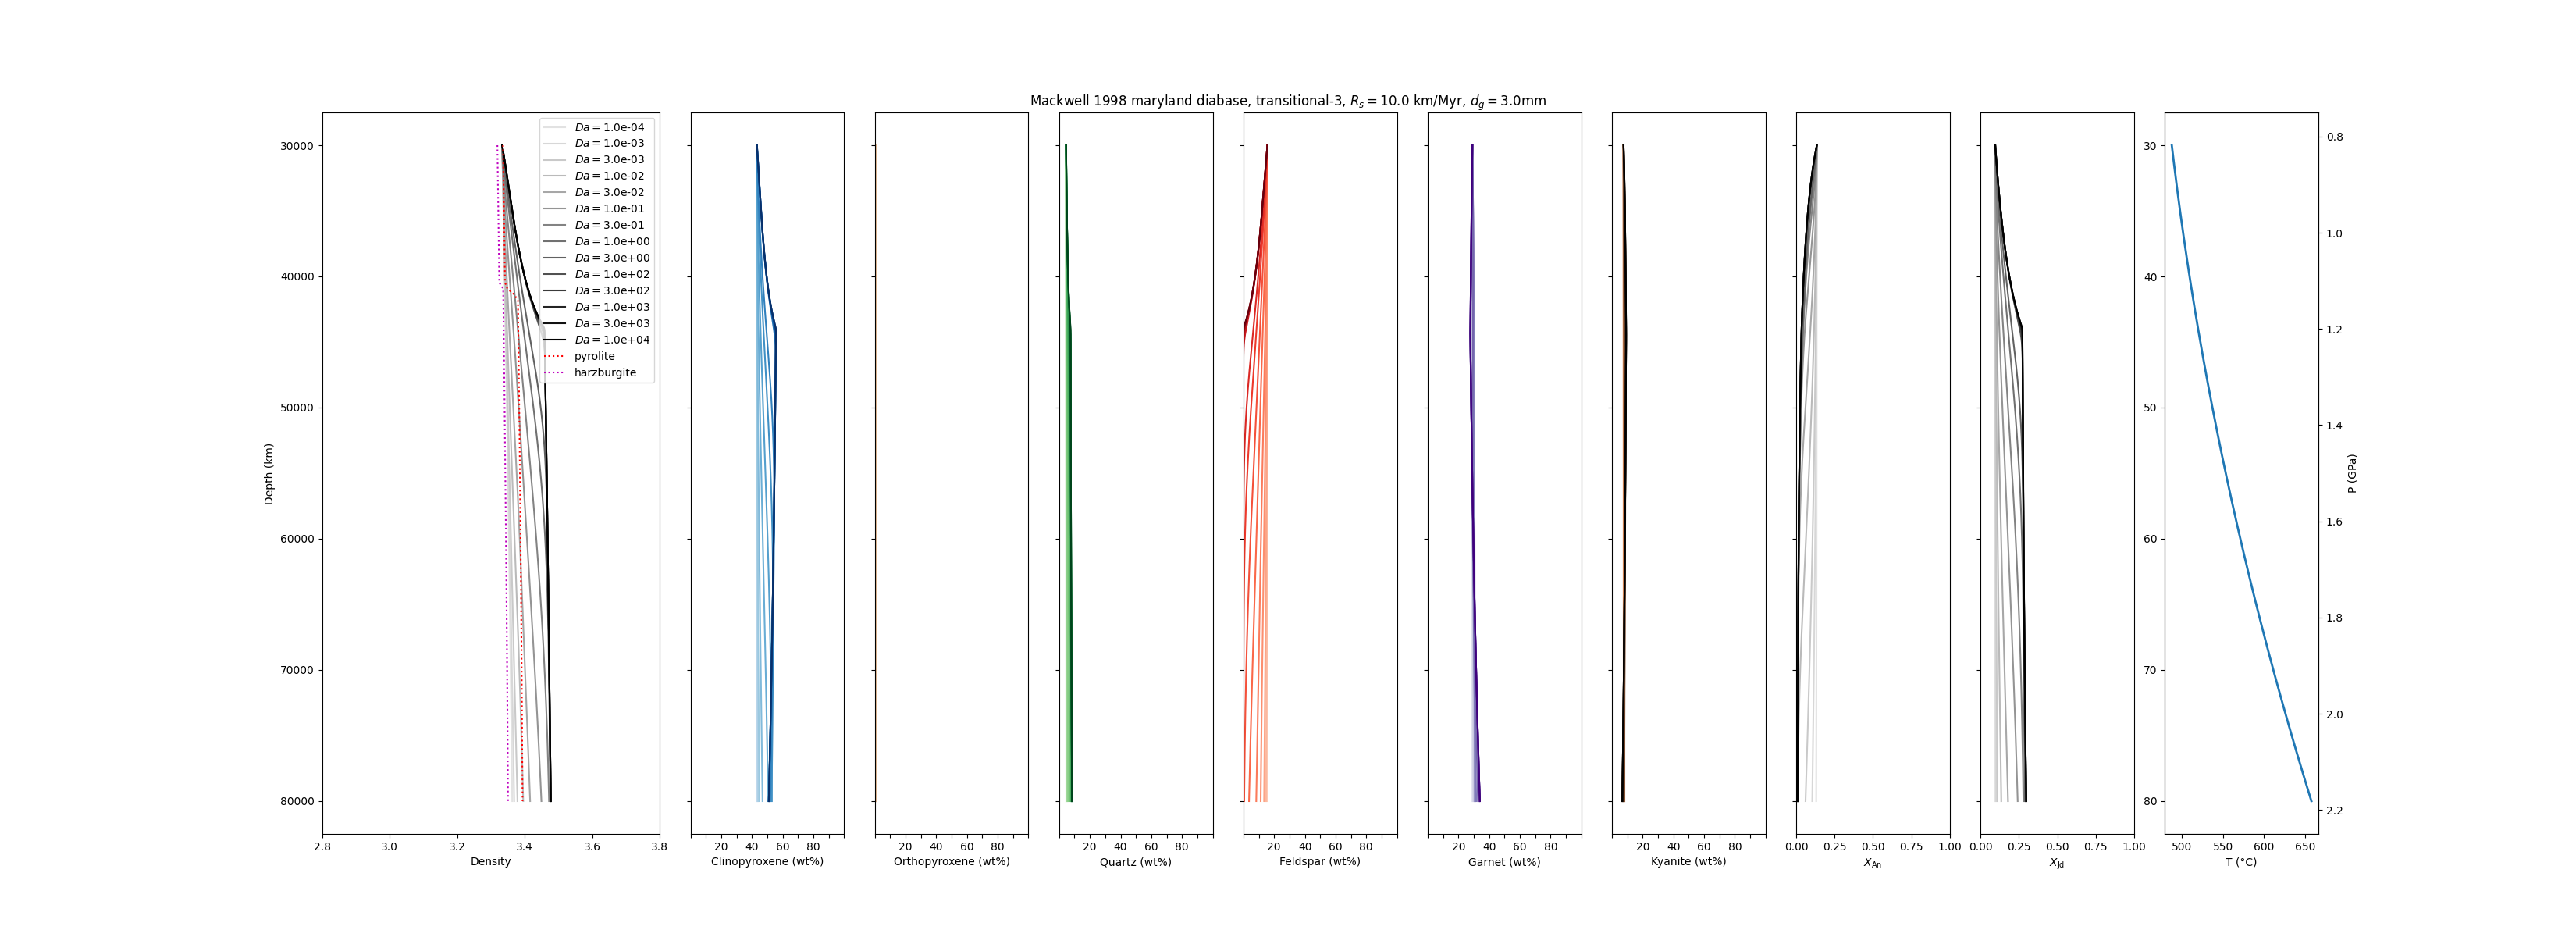 Mackwell 1998 maryland diabase, transitional-3, Rs = 10.0 km/Myr, dg = 3.0mm
Da = 1.0e-04
Da = 1.0e-03
Da = 3.0e-03
Da = 1.0e-02
Da = 3.0e-02
Da = 1.0e-01
Da = 3.0e-01
Da = 1.0e+00
Da = 3.0e+00
Da = 1.0e+02
Da = 3.0e+02
Da = 1.0e+03
Da = 3.0e+03
Da = 1.0e+04
pyrolite
harzburgite
Depth (km)
30000
40000
50000
60000
70000
80000
2.8 3.0 3.2 3.4 3.6 3.8
Density
20 40 60 80
Clinopyroxene (wt%)
20 40 60 80
Orthopyroxene (wt%)
20 40 60 80
Quartz (wt%)
20 40 60 80
Feldspar (wt%)
20 40 60 80
Garnet (wt%)
20 40 60 80
Kyanite (wt%)
0.00 0.25 0.50 0.75 1.00
XAn
0.00 0.25 0.50 0.75 1.00
XJd
30
40
50
60
70
80
500 550 600 650
T (°C)
0.8
1.0
1.2
1.4
1.6
1.8
2.0
2.2
P (GPa)